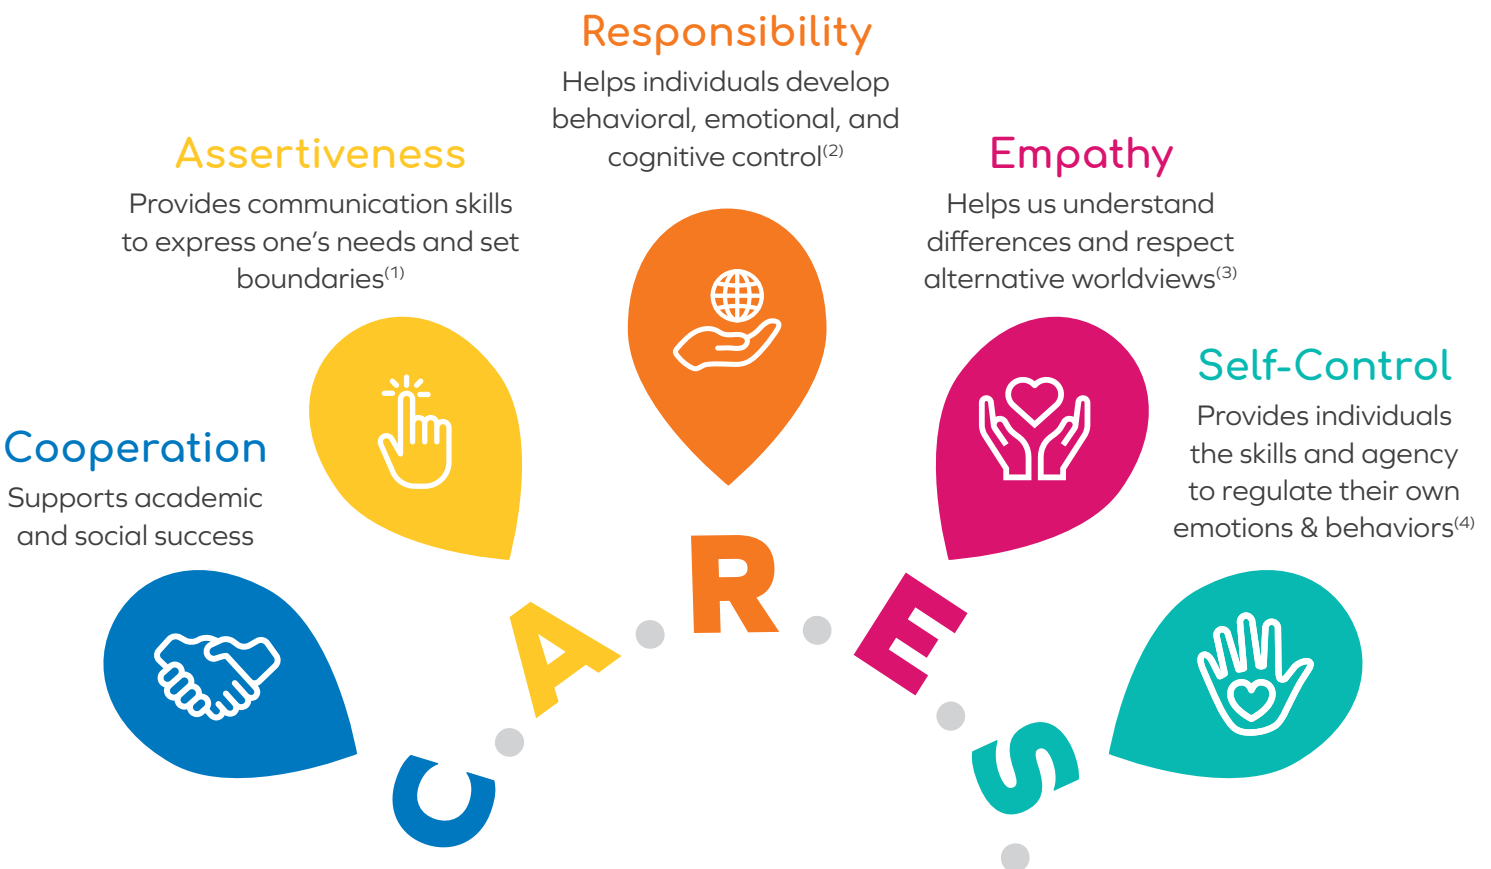 Cooperation
Supports academic
and social success
Assertiveness
Provides communication skills
to express one's needs and set
boundaries(1)
Responsibility
Helps individuals develop
behavioral, emotional, and
cognitive control(2)
Empathy
Helps us understand
differences and respect
alternative worldviews(3)
Self-Control
Provides individuals
the skills and agency
to regulate their own
emotions & behaviors(4)
C.A.R.E.S.